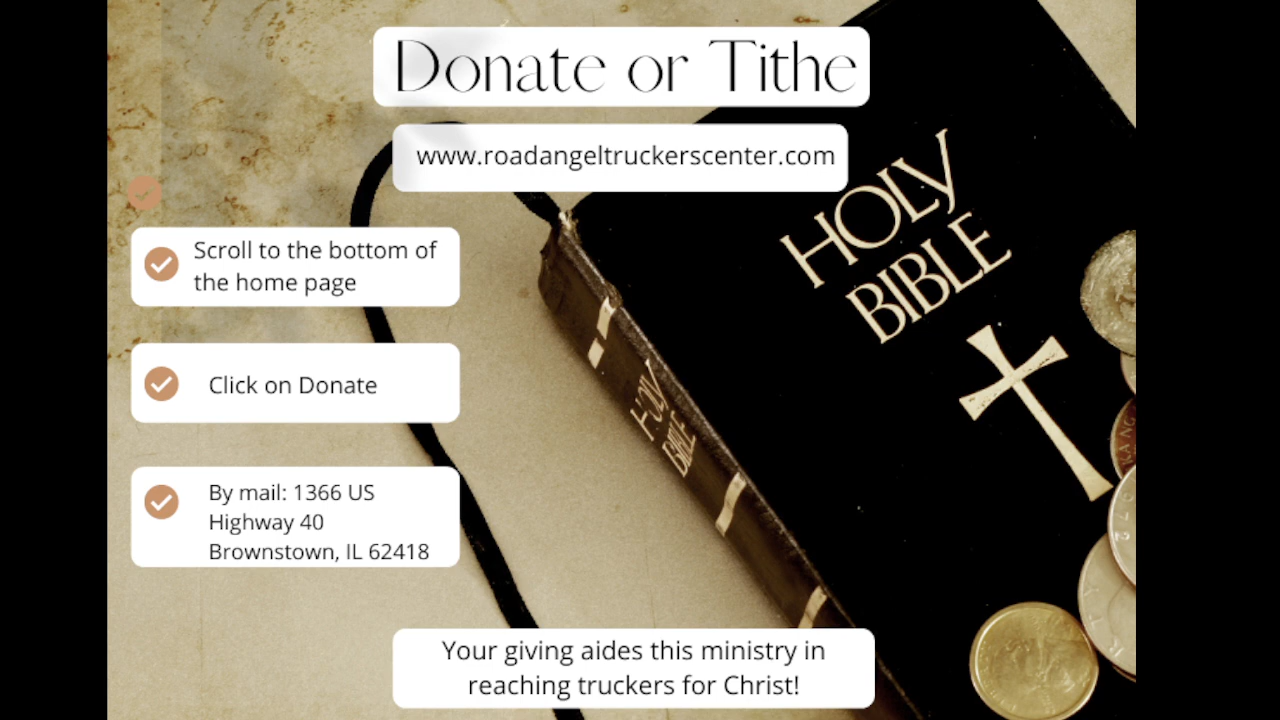 Donate or Tithe
www.roadangeltruckerscenter.com
Scroll to the bottom of
the home page
Click on Donate
By mail: 1366 US
Highway 40
Brownstown, IL 62418
Your giving aides this ministry in
reaching truckers for Christ!
HOLY
BIBLE
HOLY
BIBLE